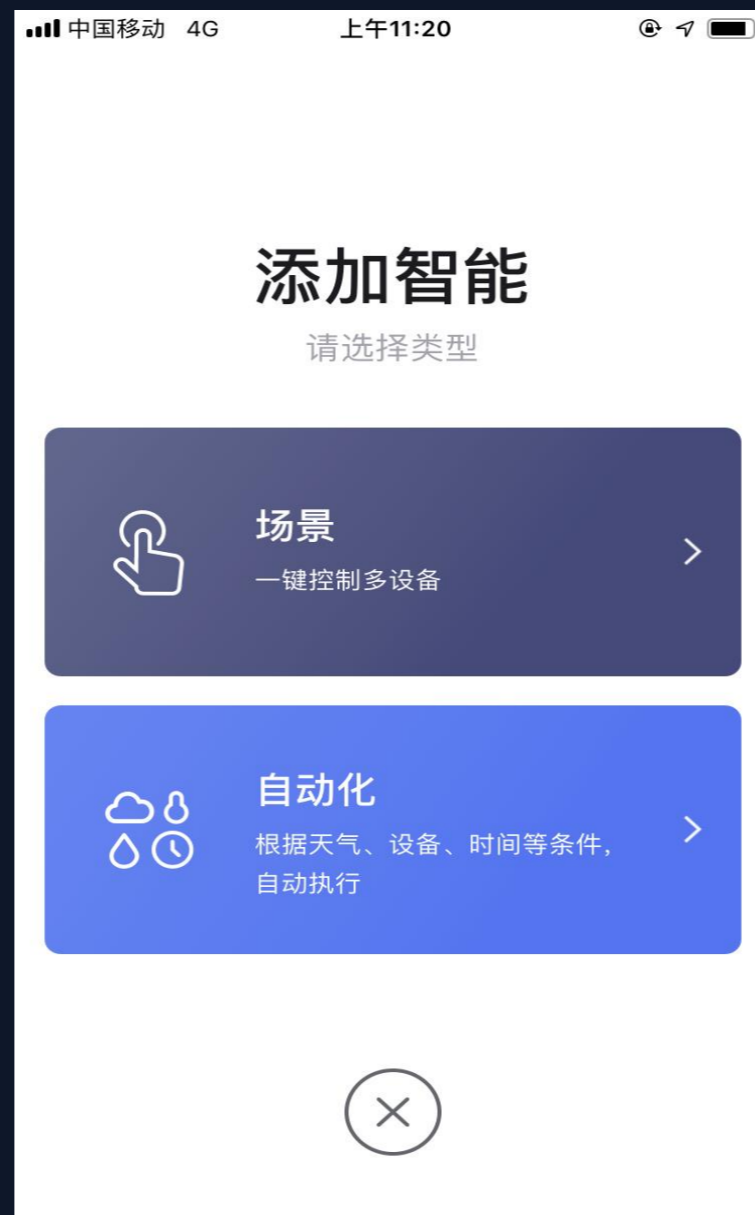 中国移动 4G 上午11:20
添加智能
请选择类型
场景
一键控制多设备
自动化
根据天气、设备、时间等条件,
自动执行